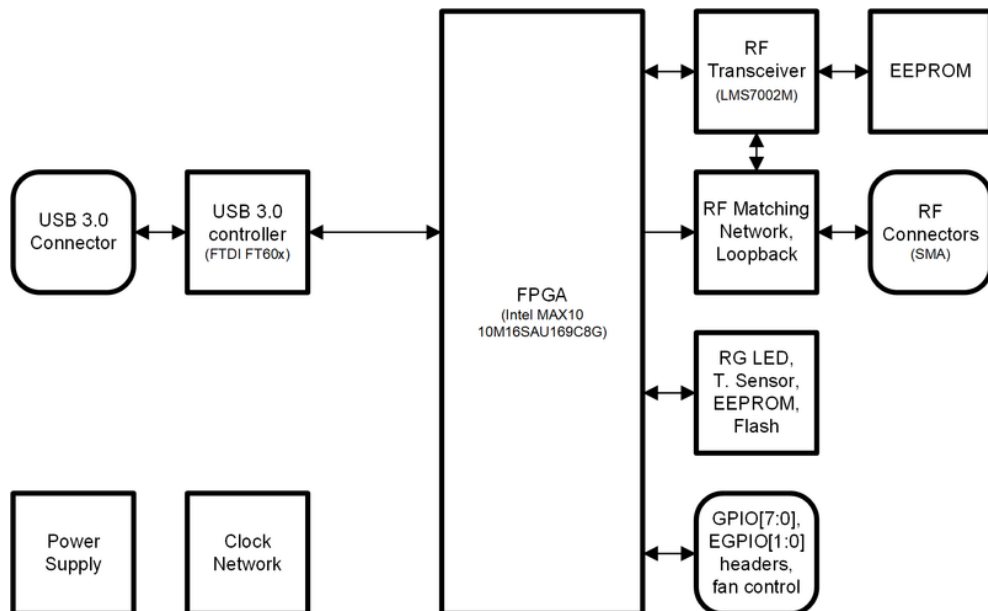 USB 3.0
Connector
USB 3.0
controller
(FTDI FT60x)
Power
Supply
Clock
Network
FPGA
(Intel MAX10
10M16SAU169C8G)
RF
Transceiver
(LMS7002M)
EEPROM
RF Matching
Network,
Loopback
RF
Connectors
(SMA)
RG LED,
T. Sensor,
EEPROM,
Flash
GPIO[7:0],
EGPIO[1:0]
headers,
fan control